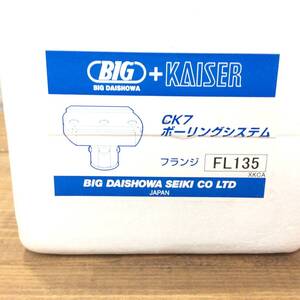 BIG + KAISER
BIG DAISHOWA
CK7
ボーリングシステム
フランジ FL135
XKCA
BIG DAISHOWA SEIKI CO LTD
JAPAN